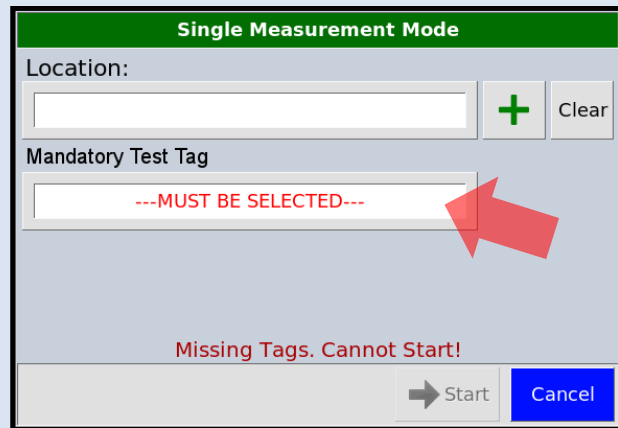 Single Measurement Mode
Location:
Clear
Mandatory Test Tag
---MUST BE SELECTED---
Missing Tags. Cannot Start!
Start
Cancel